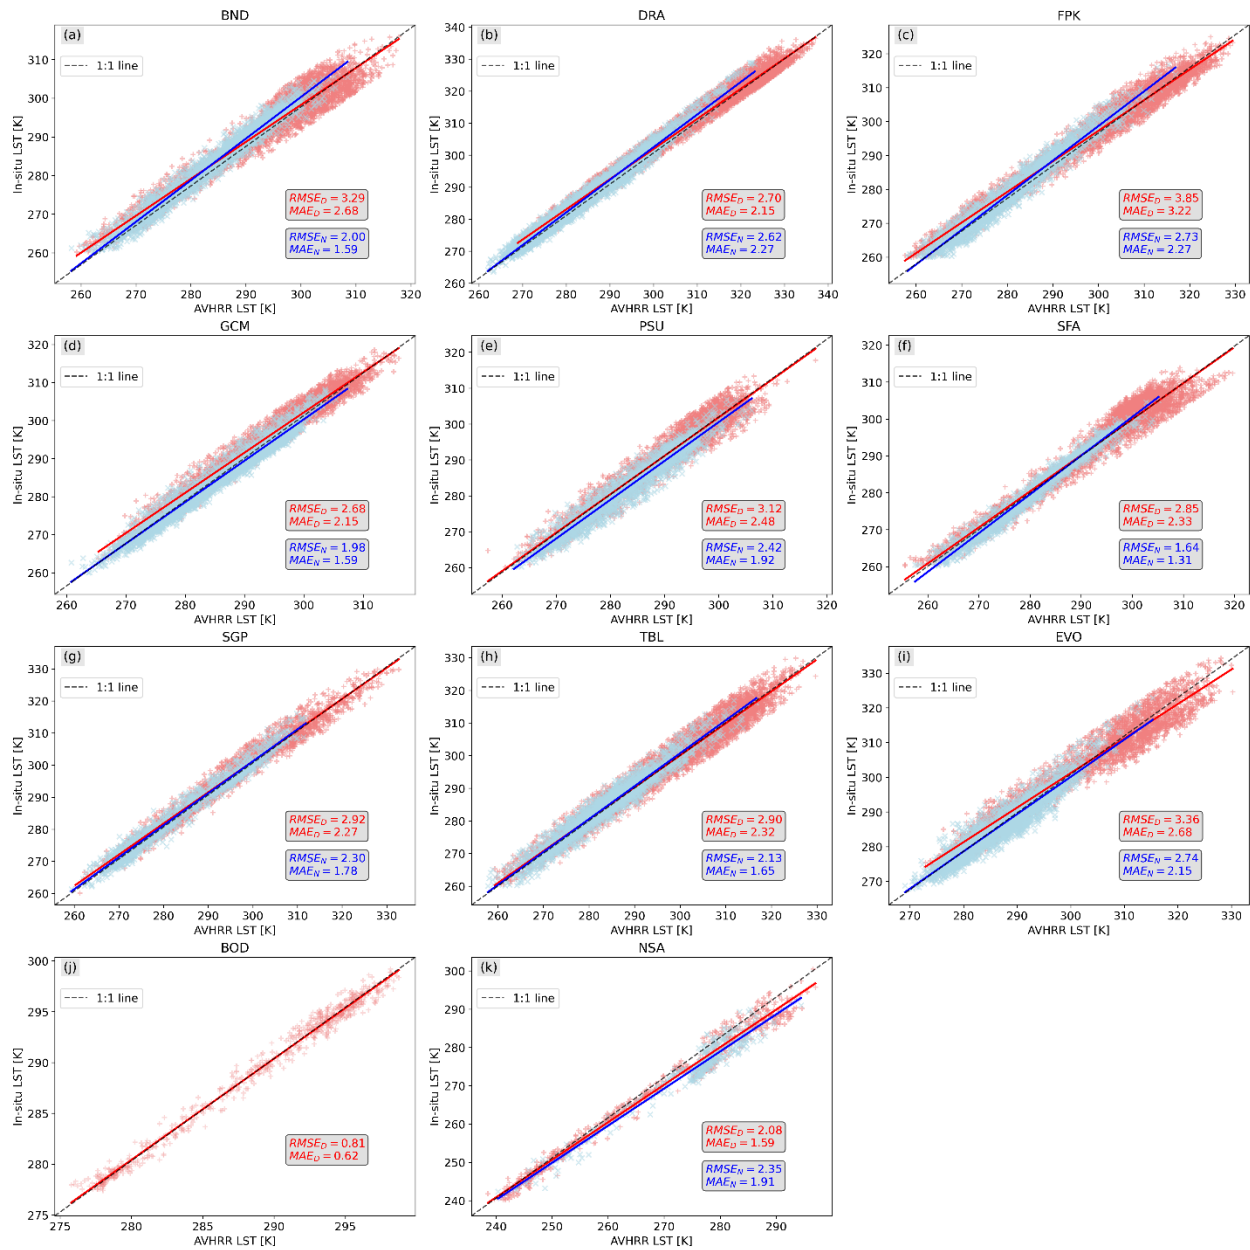 BND
(a)
1:1 line
In-situ LST [K]
310
300
290
280
270
260
RMSE_D = 3.29
MAE_D = 2.68
RMSE_N = 2.00
MAE_N = 1.59
260 270 280 290 300 310 320
AVHRR LST [K]
DRA
(b)
1:1 line
In-situ LST [K]
340
330
320
310
300
290
280
270
260
RMSE_D = 2.70
MAE_D = 2.15
RMSE_N = 2.62
MAE_N = 2.27
260 270 280 290 300 310 320 330 340
AVHRR LST [K]
FPK
(c)
1:1 line
In-situ LST [K]
320
310
300
290
280
270
260
RMSE_D = 3.85
MAE_D = 3.22
RMSE_N = 2.73
MAE_N = 2.27
260 270 280 290 300 310 320 330
AVHRR LST [K]
GCM
(d)
1:1 line
In-situ LST [K]
320
310
300
290
280
270
260
RMSE_D = 2.68
MAE_D = 2.15
RMSE_N = 1.98
MAE_N = 1.59
260 270 280 290 300 310
AVHRR LST [K]
PSU
(e)
1:1 line
In-situ LST [K]
320
310
300
290
280
270
260
RMSE_D = 3.12
MAE_D = 2.48
RMSE_N = 2.42
MAE_N = 1.92
260 270 280 290 300 310 320
AVHRR LST [K]
SFA
(f)
1:1 line
In-situ LST [K]
320
310
300
290
280
270
260
RMSE_D = 2.85
MAE_D = 2.33
RMSE_N = 1.64
MAE_N = 1.31
260 270 280 290 300 310 320
AVHRR LST [K]
SGP
(g)
1:1 line
In-situ LST [K]
330
320
310
300
290
280
270
260
RMSE_D = 2.92
MAE_D = 2.27
RMSE_N = 2.30
MAE_N = 1.78
260 270 280 290 300 310 320 330
AVHRR LST [K]
TBL
(h)
1:1 line
In-situ LST [K]
330
320
310
300
290
280
270
260
RMSE_D = 2.90
MAE_D = 2.32
RMSE_N = 2.13
MAE_N = 1.65
260 270 280 290 300 310 320 330
AVHRR LST [K]
EVO
(i)
1:1 line
In-situ LST [K]
330
320
310
300
290
280
270
RMSE_D = 3.36
MAE_D = 2.68
RMSE_N = 2.74
MAE_N = 2.15
270 280 290 300 310 320 330
AVHRR LST [K]
BOD
(j)
1:1 line
In-situ LST [K]
300
295
290
285
280
275
RMSE_D = 0.81
MAE_D = 0.62
275 280 285 290 295
AVHRR LST [K]
NSA
(k)
1:1 line
In-situ LST [K]
300
290
280
270
260
250
240
RMSE_D = 2.08
MAE_D = 1.59
RMSE_N = 2.35
MAE_N = 1.91
240 250 260 270 280 290
AVHRR LST [K]